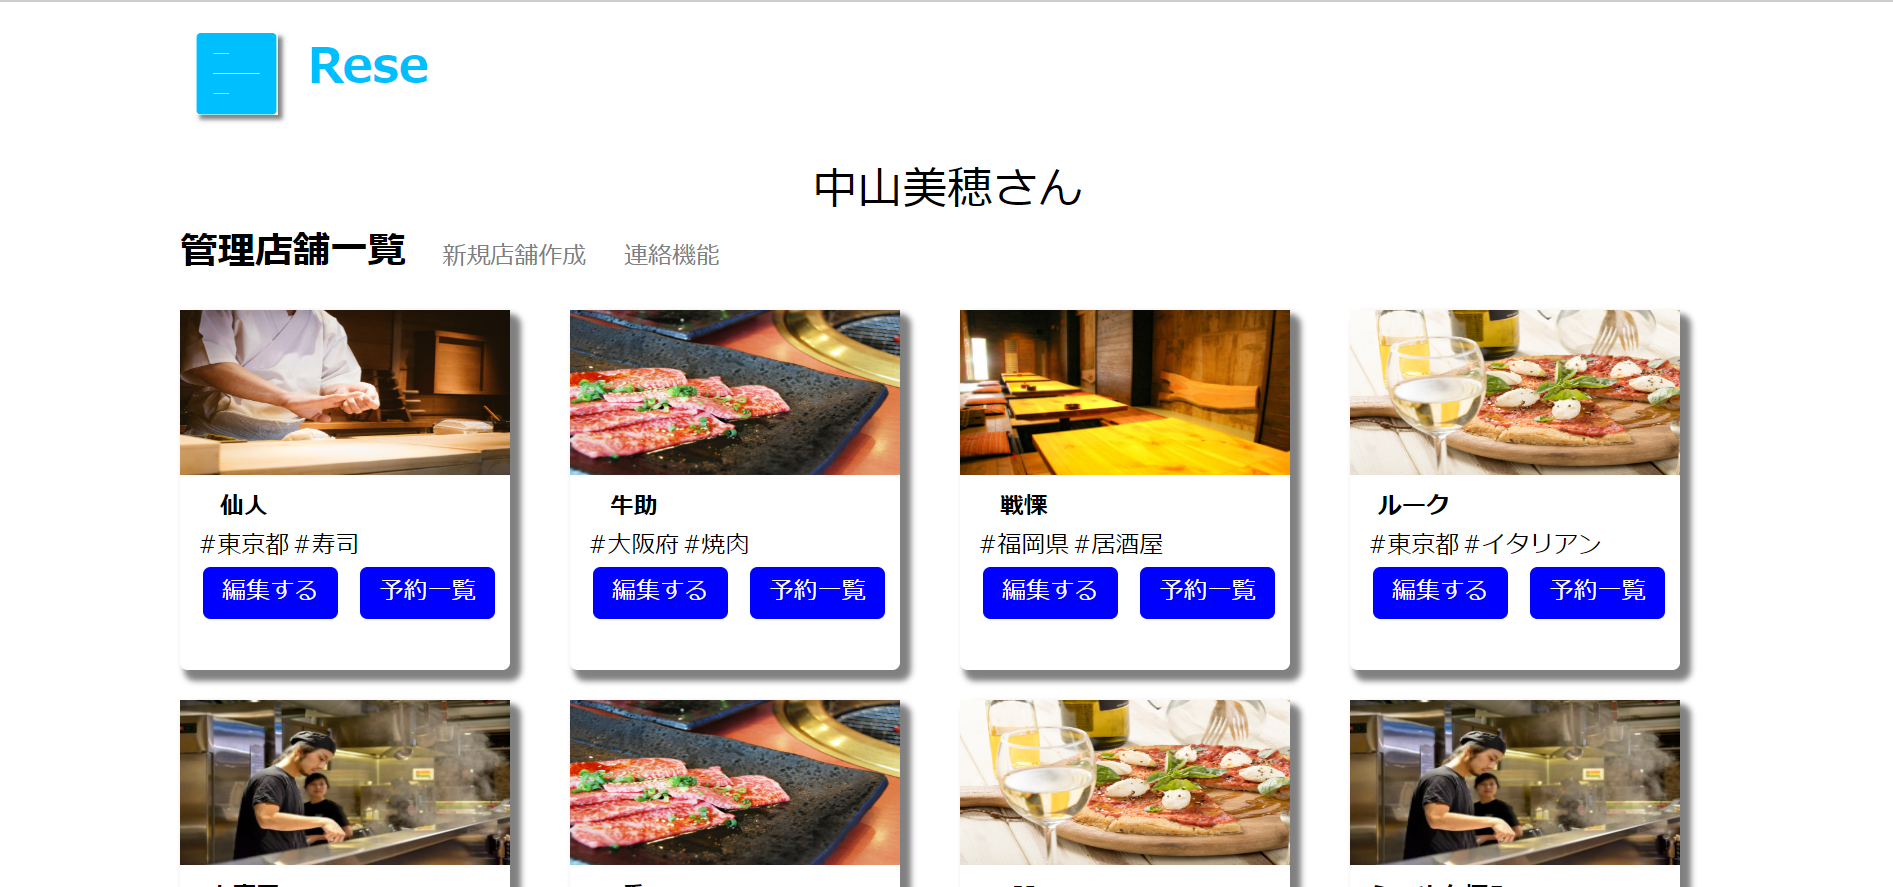 Rese
中山美穂さん
管理店舗一覧 新規店舗作成 連絡機能
仙人 牛助 戦慄 ルーク
#東京都 #寿司 #大阪府 #焼肉 #福岡県 #居酒屋 #東京都 #イタリアン
編集する 予約一覧 編集する 予約一覧 編集する 予約一覧 編集する 予約一覧